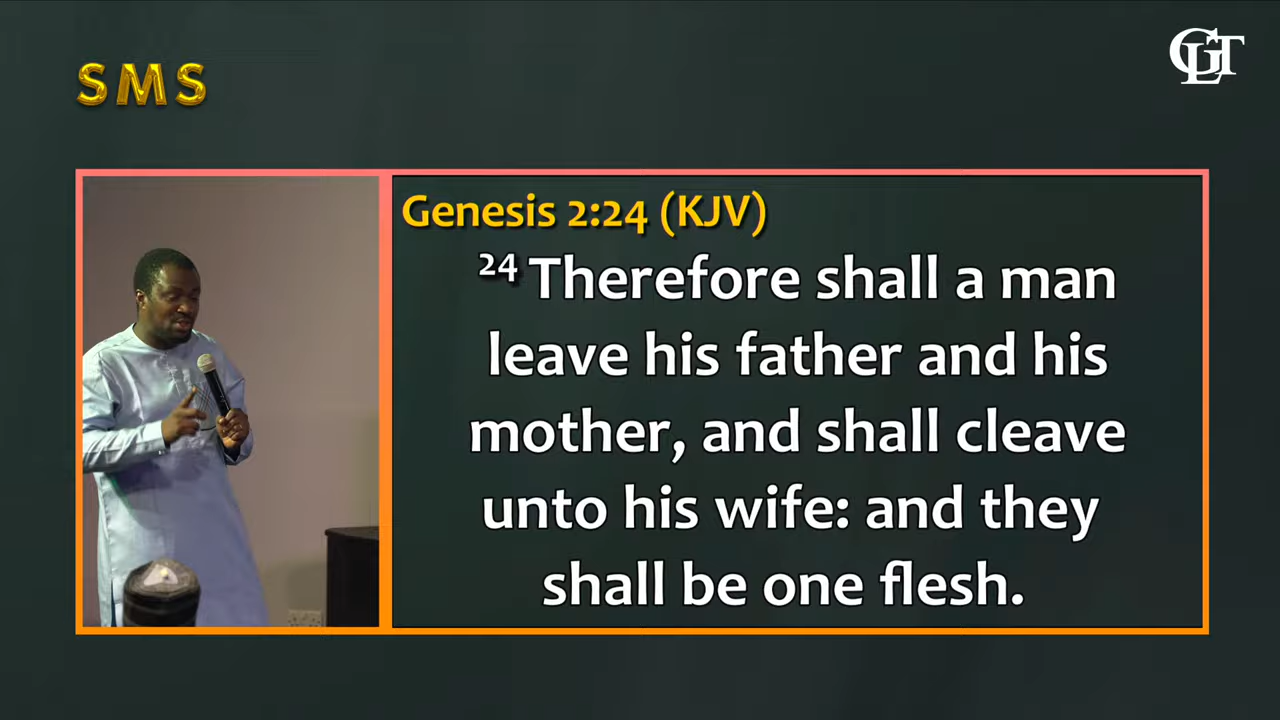 SMS
GLT
Genesis 2:24 (KJV)
24 Therefore shall a man
leave his father and his
mother, and shall cleave
unto his wife: and they
shall be one flesh.